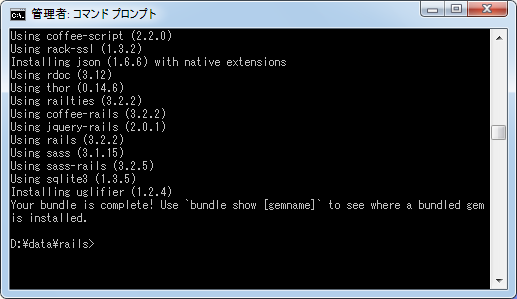 管理者: コマンド プロンプト
Using coffee-script (2.2.0)
Using rack-ssl (1.3.2)
Installing json (1.6.6) with native extensions
Using rdoc (3.12)
Using thor (0.14.6)
Using railties (3.2.2)
Using coffee-rails (3.2.2)
Using jquery-rails (2.0.1)
Using rails (3.2.2)
Using sass (3.1.15)
Using sass-rails (3.2.5)
Using sqlite3 (1.3.5)
Installing uglifier (1.2.4)
Your bundle is complete! Use `bundle show [gemname]` to see where a bundled gem
is installed.
D:¥data¥rails>